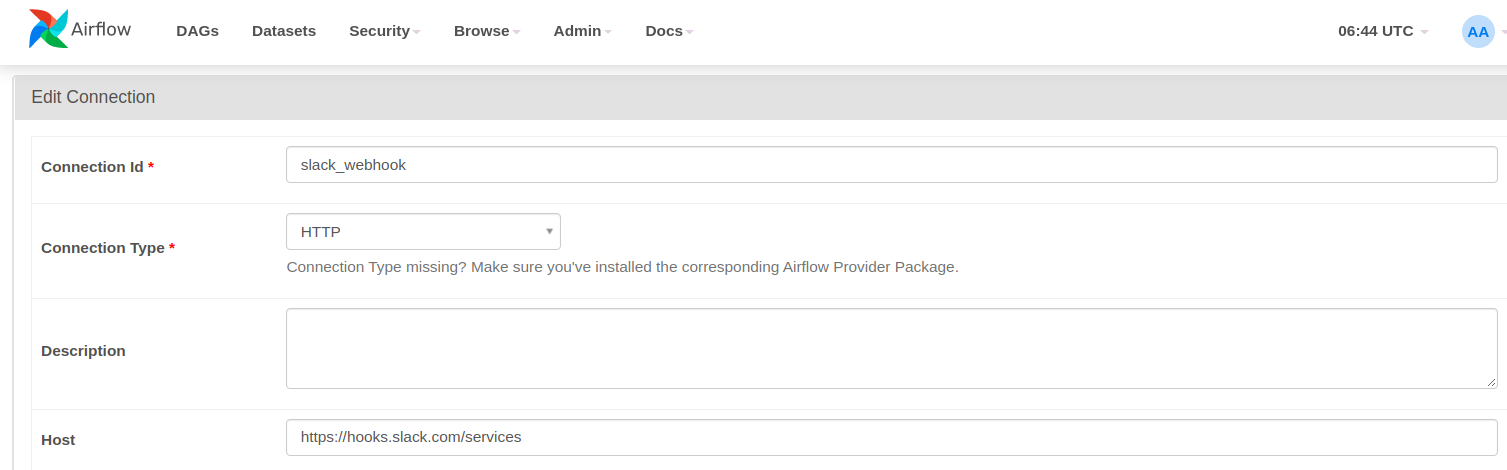 Airflow DAGs Datasets Security Browse Admin Docs 06:44 UTC AA
Edit Connection
Connection Id * slack_webhook
Connection Type * HTTP
Connection Type missing? Make sure you've installed the corresponding Airflow Provider Package.
Description
Host https://hooks.slack.com/services